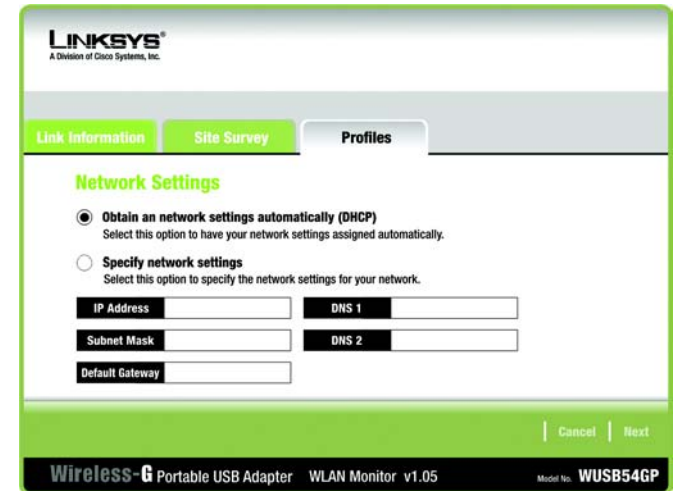 LINKSYS®
A Division of Cisco Systems, Inc.
Link Information
Site Survey
Profiles
Network Settings
Obtain an network settings automatically (DHCP)
Select this option to have your network settings assigned automatically.
Specify network settings
Select this option to specify the network settings for your network.
IP Address
DNS 1
Subnet Mask
DNS 2
Default Gateway
Cancel
Next
Wireless-G Portable USB Adapter WLAN Monitor v1.05
Model No. WUSB54GP